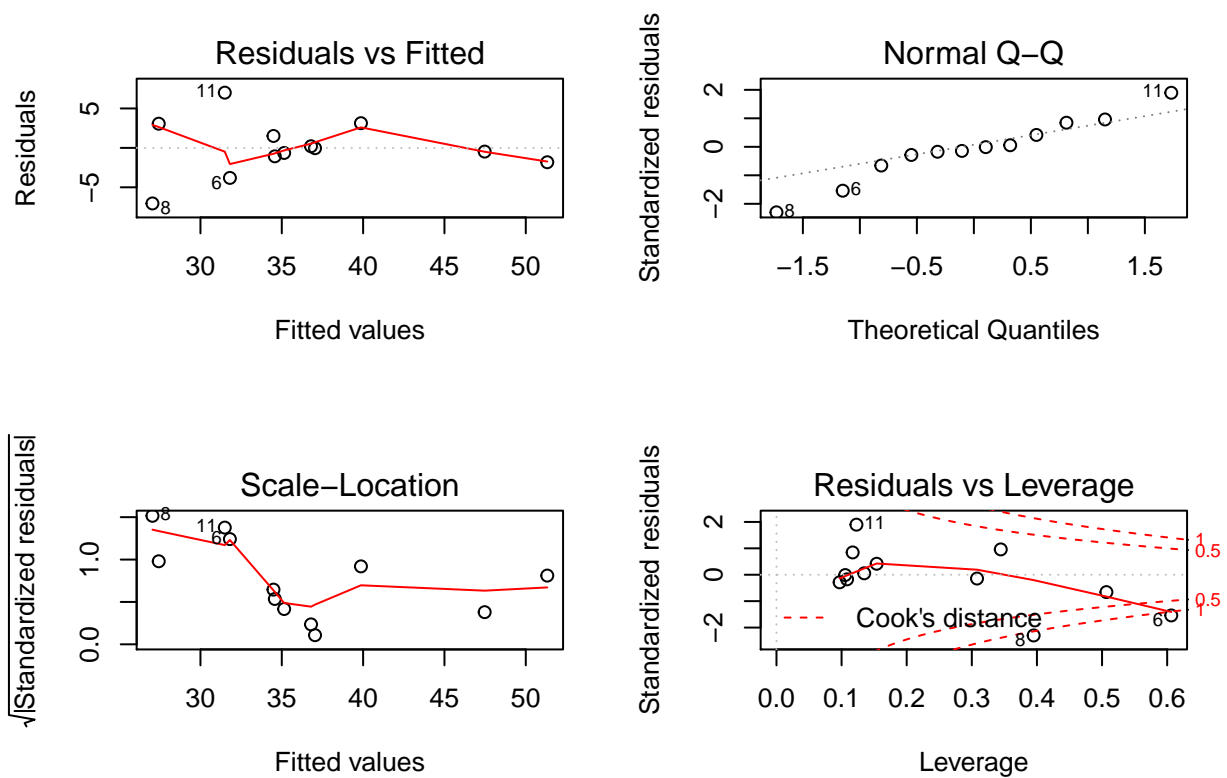 Residuals vs Fitted
Residuals
5
−5
11
6
8
30 35 40 45 50
Fitted values
Normal Q−Q
Standardized residuals
2
0
−2
11
6
8
−1.5 −0.5 0.5 1.5
Theoretical Quantiles
Scale−Location
√|Standardized residuals|
1.0
0.0
8
11
6
30 35 40 45 50
Fitted values
Residuals vs Leverage
Standardized residuals
2
0
−2
11
1
0.5
0.5
1
Cook's distance
8
6
0.0 0.1 0.2 0.3 0.4 0.5 0.6
Leverage